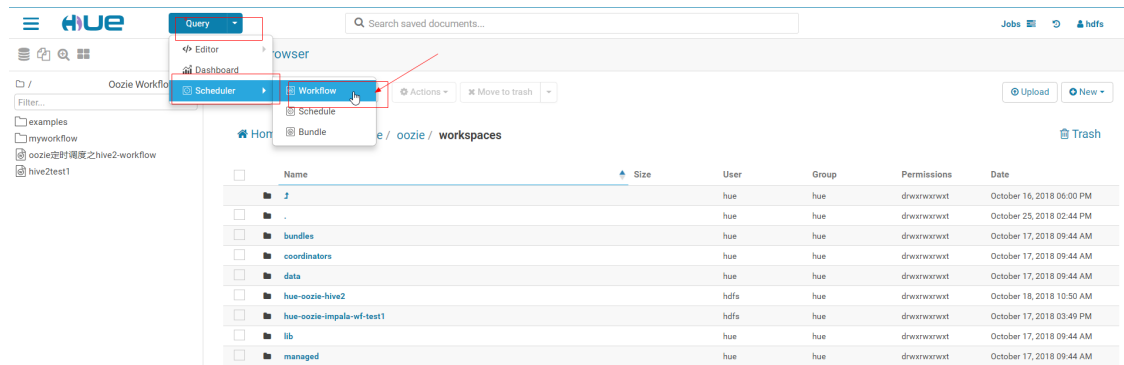 HUE Query Search saved documents... Jobs hdfs
</> Editor rowser
Dashboard
/ Oozie Workflo Scheduler Workflow Actions Move to trash Upload New
Filter... Schedule
examples Bundle Hom e / oozie / workspaces Trash
myworkflow
oozie定时调度之hive2-workflow
hive2test1 Name Size User Group Permissions Date
hue hue drwxrwxrwxt October 16, 2018 06:00 PM
. hue hue drwxrwxrwxt October 25, 2018 02:44 PM
bundles hue hue drwxrwxrwxt October 17, 2018 09:44 AM
coordinators hue hue drwxrwxrwxt October 17, 2018 09:44 AM
data hue hue drwxrwxrwxt October 17, 2018 09:44 AM
hue-oozie-hive2 hdfs hue drwxrwxrwxt October 18, 2018 10:50 AM
hue-oozie-impala-wf-test1 hdfs hue drwxrwxrwxt October 17, 2018 03:49 PM
lib hue hue drwxrwxrwxt October 17, 2018 09:44 AM
managed hue hue drwxrwxrwxt October 17, 2018 09:44 AM